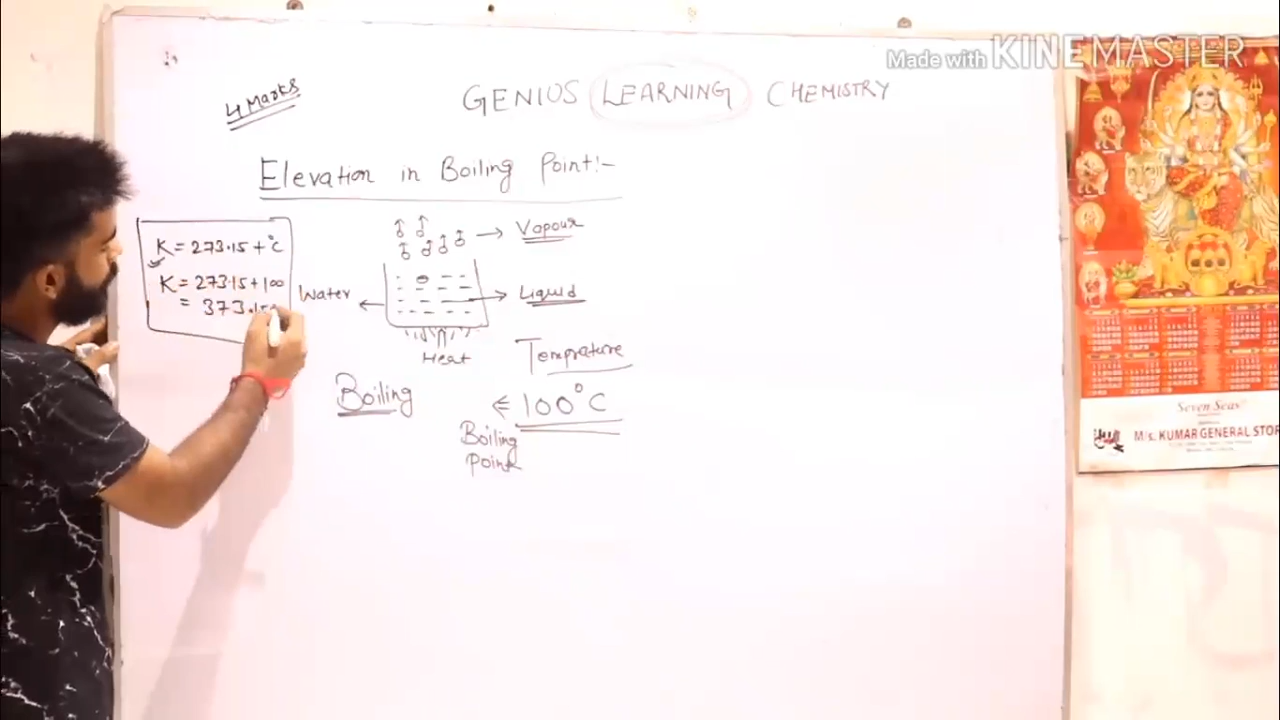 Made with KINEMASTER
4 Marks
GENIUS LEARNING CHEMISTRY
Elevation in Boiling Point:-
K = 273.15 + °C
K = 273.15 + 100
= 373.15
Vapour
Water
Liquid
Heat
Temprature
Boiling
100°C
Boiling
Point
Seven Seas
M/s. KUMAR GENERAL STOR